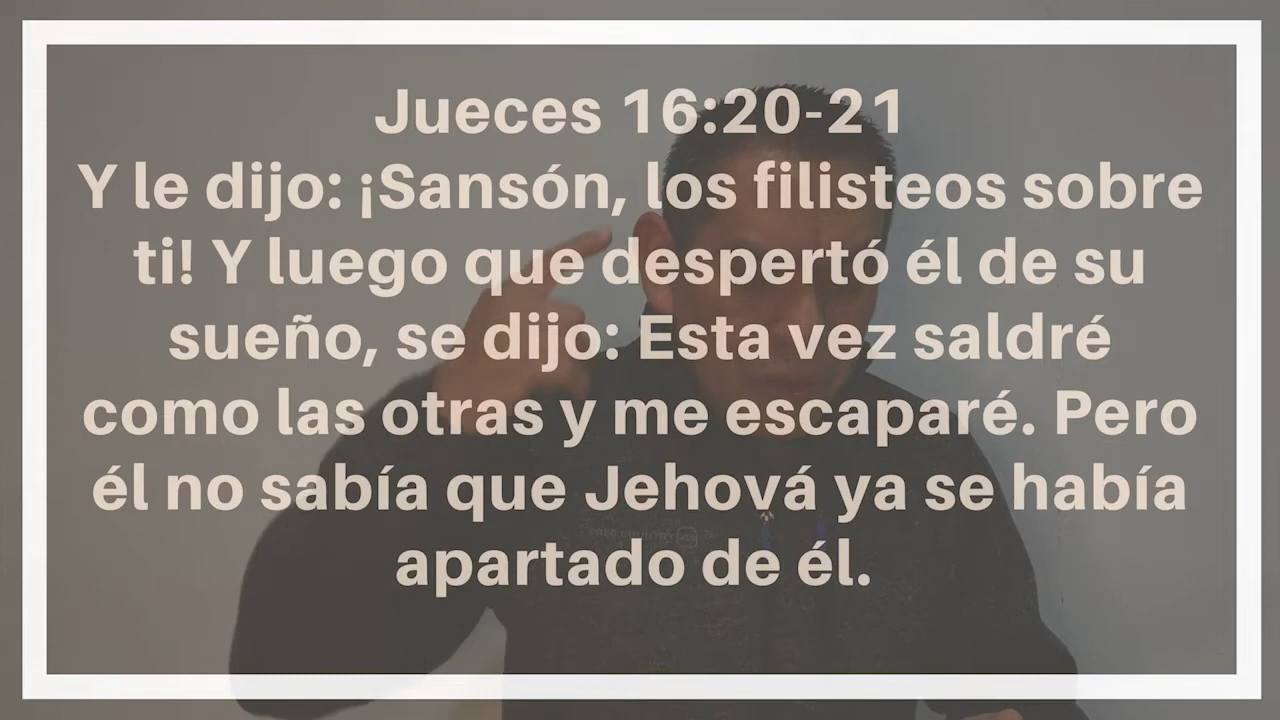 Jueces 16:20-21
Y le dijo: ¡Sansón, los filisteos sobre
ti! Y luego que despertó él de su
sueño, se dijo: Esta vez saldré
como las otras y me escaparé. Pero
él no sabía que Jehová ya se había
apartado de él.